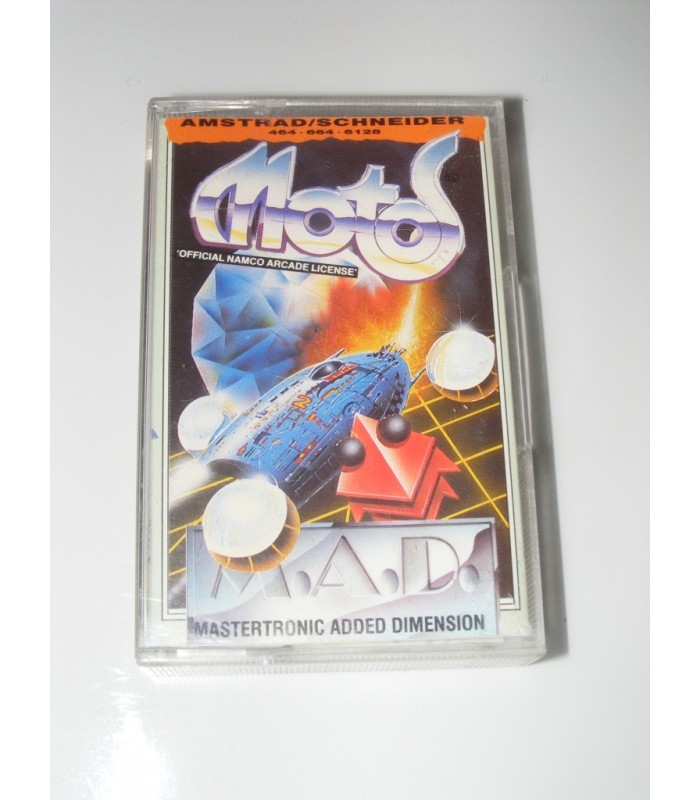 AMSTRAD/SCHNEIDER
464 - 664 - 6128
Motos
'OFFICIAL NAMCO ARCADE LICENSE'
M.A.D.
MASTERTRONIC ADDED DIMENSION